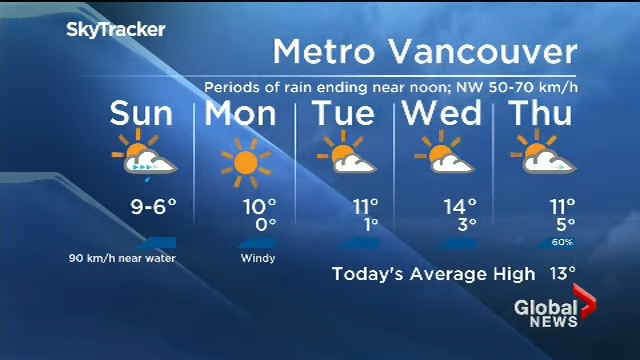 SkyTracker
Metro Vancouver
Periods of rain ending near noon; NW 50-70 km/h
Sun Mon Tue Wed Thu
9-6° 10° 11° 14° 11°
0° 1° 3° 5°
60%
90 km/h near water Windy
Today's Average High 13°
Global
NEWS